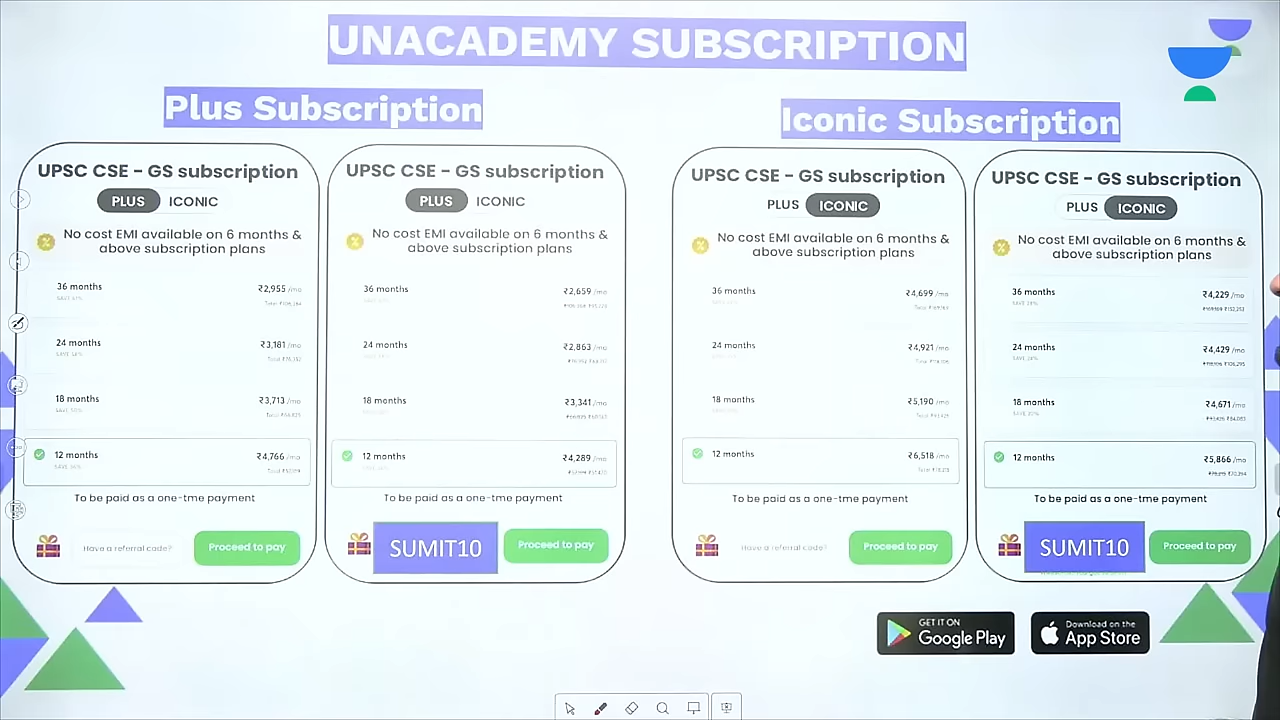 UNACADEMY SUBSCRIPTION
Plus Subscription
UPSC CSE - GS subscription
PLUS ICONIC
No cost EMI available on 6 months &
above subscription plans
36 months ₹2,955 /mo
24 months ₹3,181 /mo
18 months ₹3,713 /mo
12 months ₹4,766 /mo
To be paid as a one-tme payment
Have a referral code? Proceed to pay
UPSC CSE - GS subscription
PLUS ICONIC
No cost EMI available on 6 months &
above subscription plans
36 months ₹2,659 /mo
24 months ₹2,863 /mo
18 months ₹3,341 /mo
12 months ₹4,289 /mo
To be paid as a one-tme payment
SUMIT10 Proceed to pay
Iconic Subscription
UPSC CSE - GS subscription
PLUS ICONIC
No cost EMI available on 6 months &
above subscription plans
36 months ₹4,699 /mo
24 months ₹4,921 /mo
18 months ₹5,190 /mo
12 months ₹6,518 /mo
To be paid as a one-tme payment
Have a referral code? Proceed to pay
UPSC CSE - GS subscription
PLUS ICONIC
No cost EMI available on 6 months &
above subscription plans
36 months ₹4,229 /mo
24 months ₹4,429 /mo
18 months ₹4,671 /mo
12 months ₹5,866 /mo
To be paid as a one-tme payment
SUMIT10 Proceed to pay
GET IT ON
Google Play
Download on the
App Store